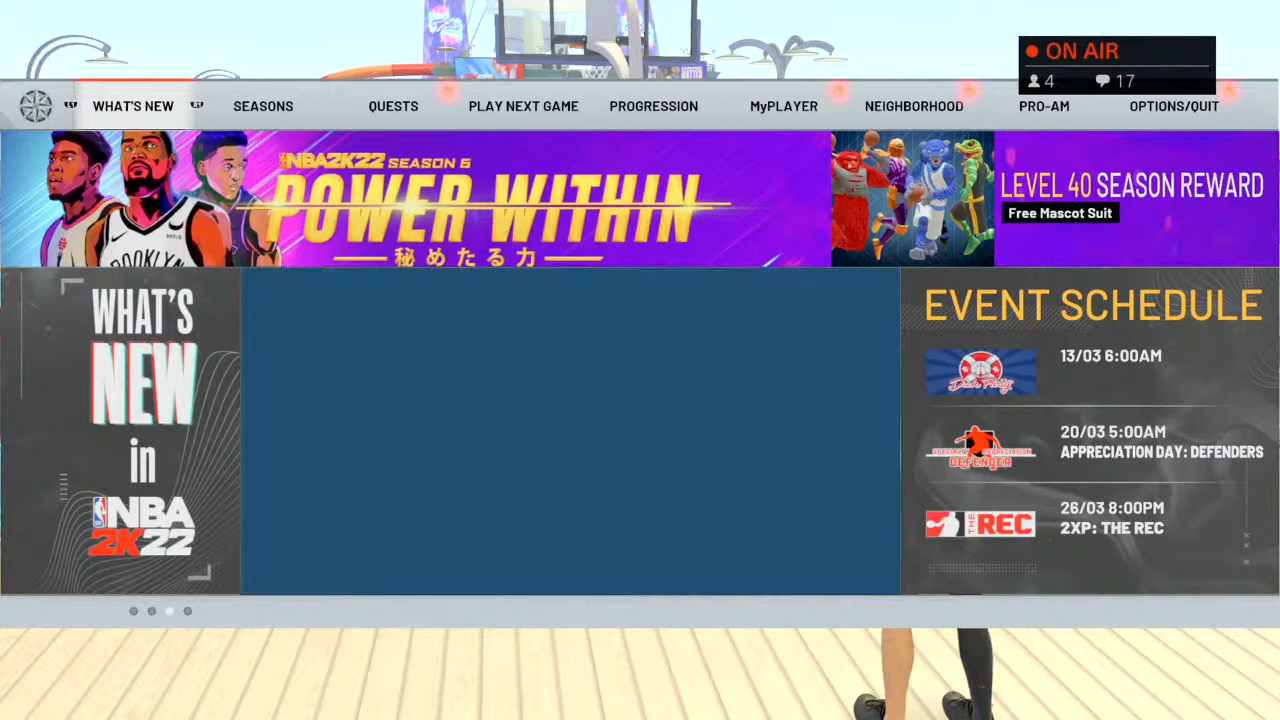 ON AIR
4 17
WHAT'S NEW SEASONS QUESTS PLAY NEXT GAME PROGRESSION MyPLAYER NEIGHBORHOOD PRO-AM OPTIONS/QUIT
NBA2K22 SEASON 5
POWER WITHIN
秘めたる力
BROOKLYN
LEVEL 40 SEASON REWARD
Free Mascot Suit
WHAT'S
NEW
in
NBA
2K22
EVENT SCHEDULE
13/03 6:00AM
20/03 5:00AM
APPRECIATION DAY: DEFENDERS
DEFENDER
26/03 8:00PM
2XP: THE REC
THE REC